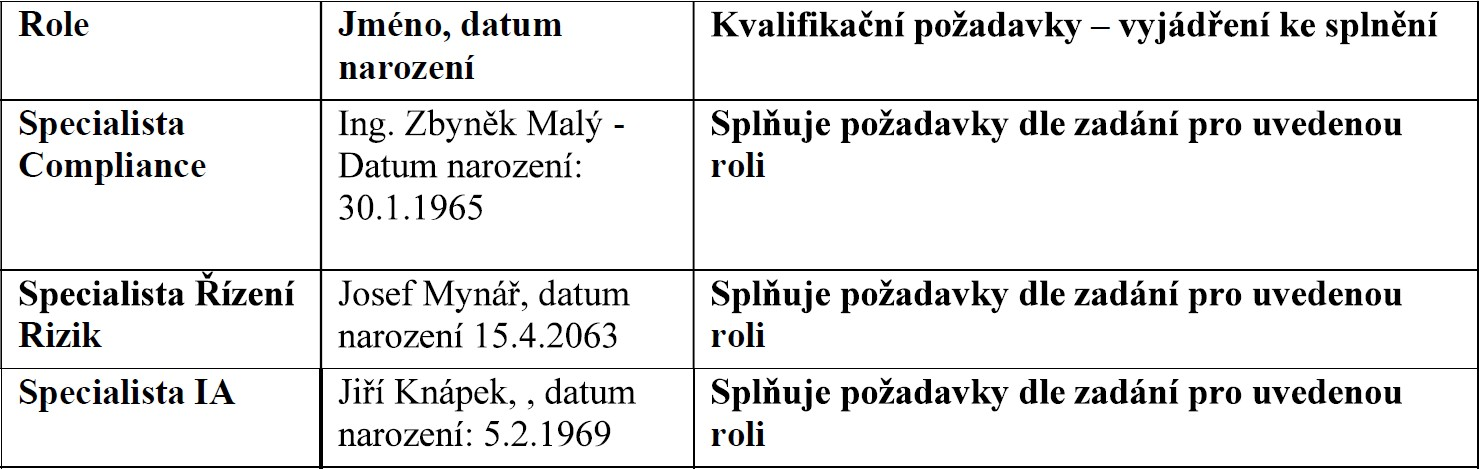 Role
Jméno, datum
narození
Kvalifikační požadavky – vyjádření ke splnění
Specialista
Compliance
Ing. Zbyněk Malý -
Datum narození:
30.1.1965
Splňuje požadavky dle zadání pro uvedenou
roli
Specialista Řízení
Rizik
Josef Mynář, datum
narození 15.4.2063
Splňuje požadavky dle zadání pro uvedenou
roli
Specialista IA
Jiří Knápek, , datum
narození: 5.2.1969
Splňuje požadavky dle zadání pro uvedenou
roli